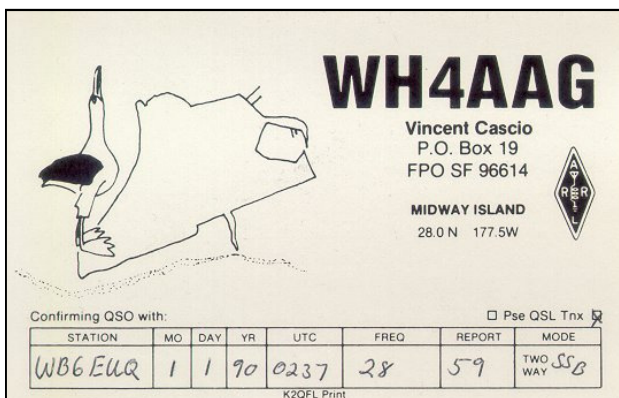 WH4AAG
Vincent Cascio
P.O. Box 19
FPO SF 96614
MIDWAY ISLAND
28.0 N 177.5W
A
R R
L
Confirming QSO with: □ Pse QSL Tnx ☒
STATION MO DAY YR UTC FREQ REPORT MODE
WB6EUQ 1 1 90 0237 28 59 TWO WAY SSB
K2QFL Print